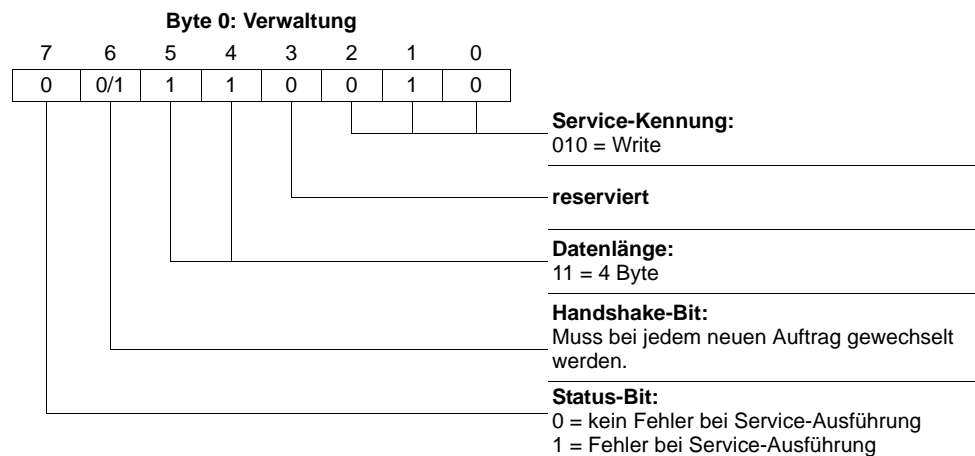 Byte 0: Verwaltung
7 6 5 4 3 2 1 0
0 0/1 1 1 0 0 1 0
Service-Kennung:
010 = Write
reserviert
Datenlänge:
11 = 4 Byte
Handshake-Bit:
Muss bei jedem neuen Auftrag gewechselt
werden.
Status-Bit:
0 = kein Fehler bei Service-Ausführung
1 = Fehler bei Service-Ausführung